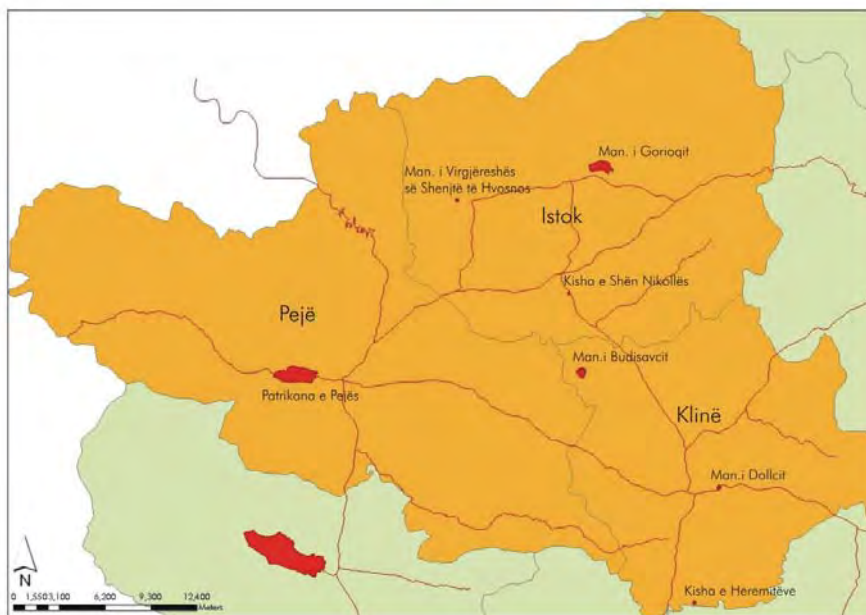 Man. i Gorioqit
Man. i Virgjëreshës
së Shenjtë të Hvosnos
Istok
Kisha e Shën Nikollës
Pejë
Man.i Budisavcit
Patrikana e Pejës
Klinë
Man.i Dollcit
N
0 1,550 3,100 6,200 9,300 12,400
Meters
Kisha e Heremitëve